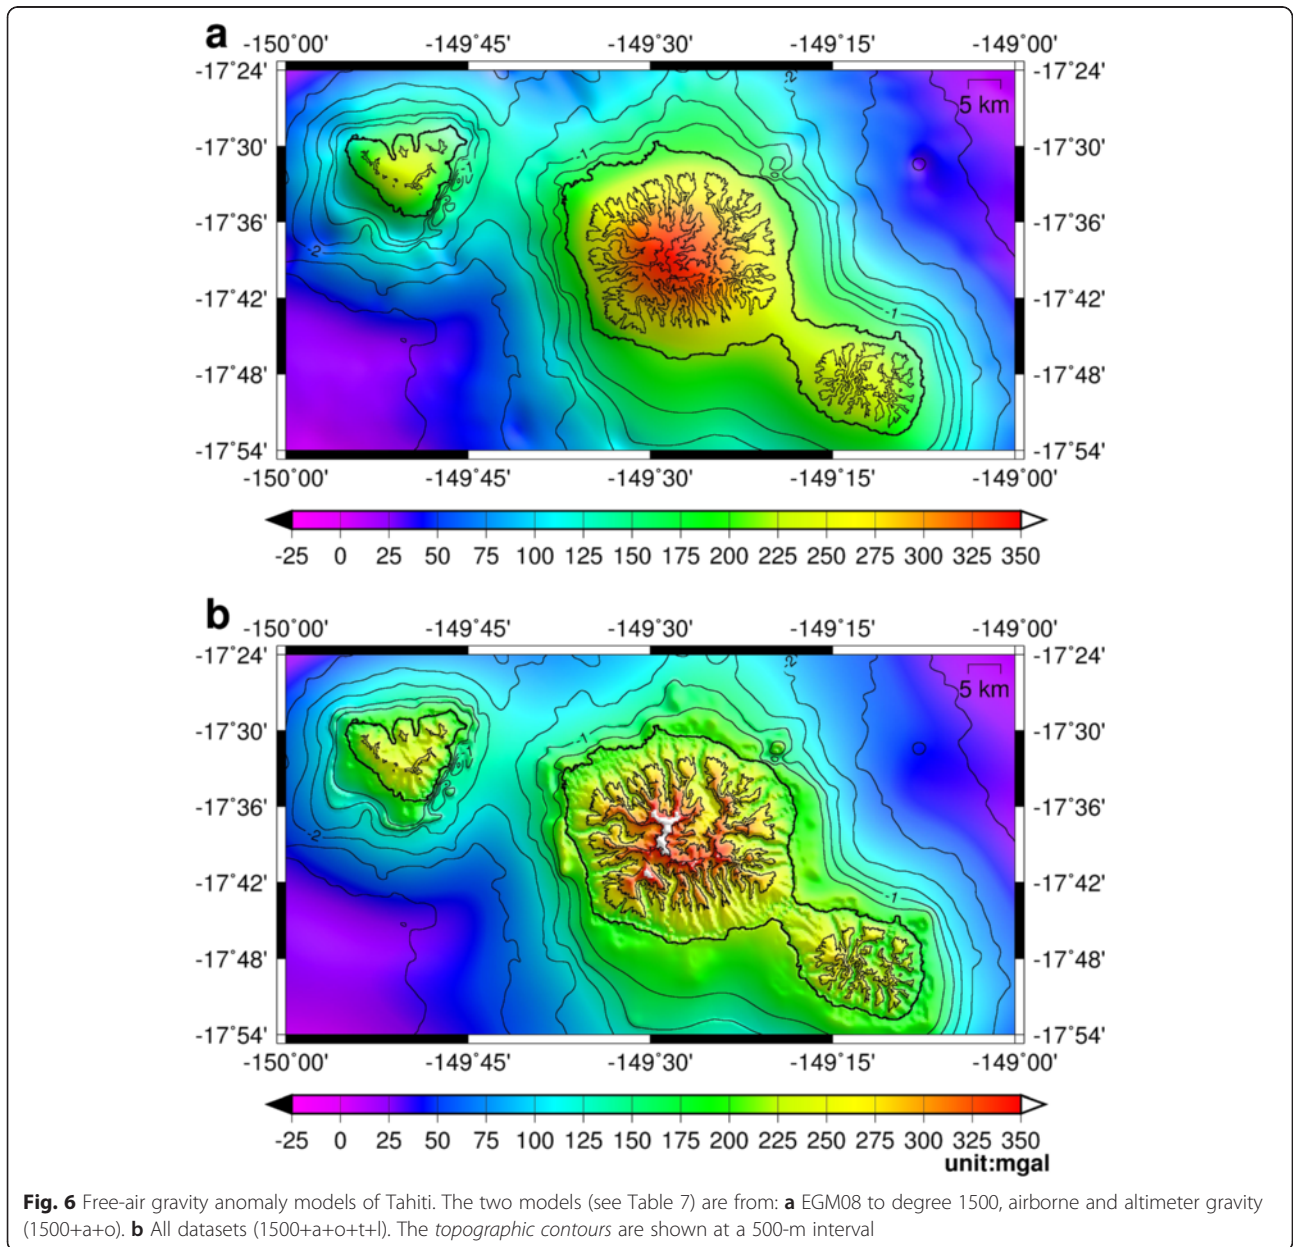 a
-150°00' -149°45' -149°30' -149°15' -149°00'
-17°24' -17°24'
5 km
-2
-17°30' -17°30'
-1
-1
-17°36' -17°36'
-2
-17°42' -17°42'
-1
-17°48' -17°48'
-17°54' -17°54'
-150°00' -149°45' -149°30' -149°15' -149°00'
-25 0 25 50 75 100 125 150 175 200 225 250 275 300 325 350
b
-150°00' -149°45' -149°30' -149°15' -149°00'
-17°24' -17°24'
-2
5 km
-17°30' -17°30'
-1
-1
-17°36' -17°36'
-2
-17°42' -17°42'
-1
-17°48' -17°48'
-17°54' -17°54'
-150°00' -149°45' -149°30' -149°15' -149°00'
-25 0 25 50 75 100 125 150 175 200 225 250 275 300 325 350
unit:mgal
Fig. 6 Free-air gravity anomaly models of Tahiti. The two models (see Table 7) are from: a EGM08 to degree 1500, airborne and altimeter gravity
(1500+a+o). b All datasets (1500+a+o+t+l). The topographic contours are shown at a 500-m interval